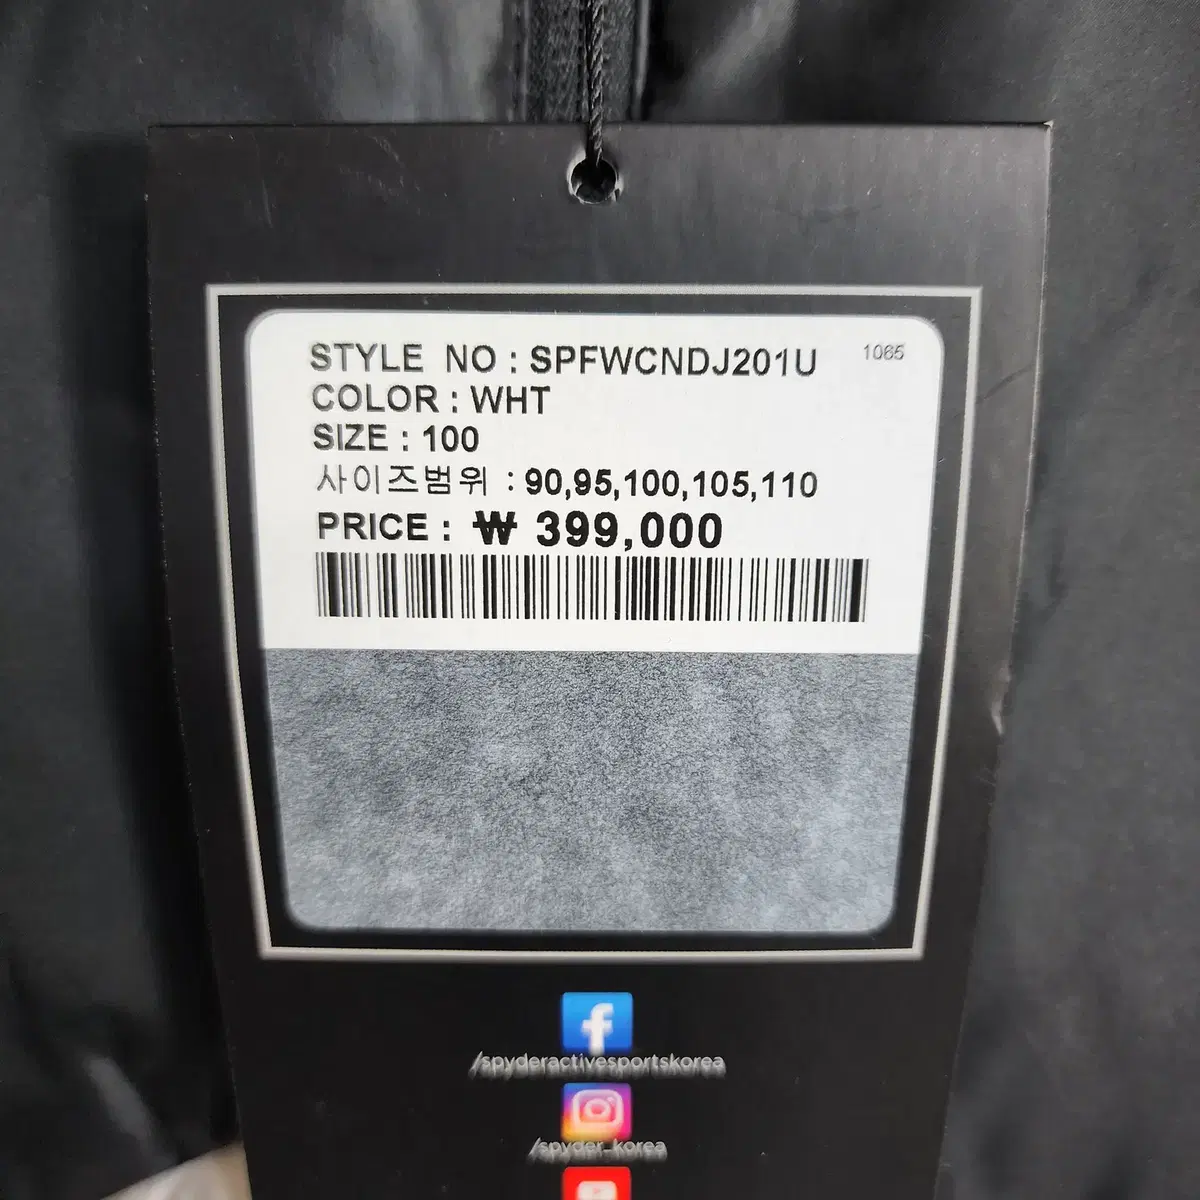 STYLE NO : SPFWCNDJ201U 1065
COLOR : WHT
SIZE : 100
사이즈범위 : 90,95,100,105,110
PRICE : ₩ 399,000
/spyderactivesportskorea
/spyder_korea